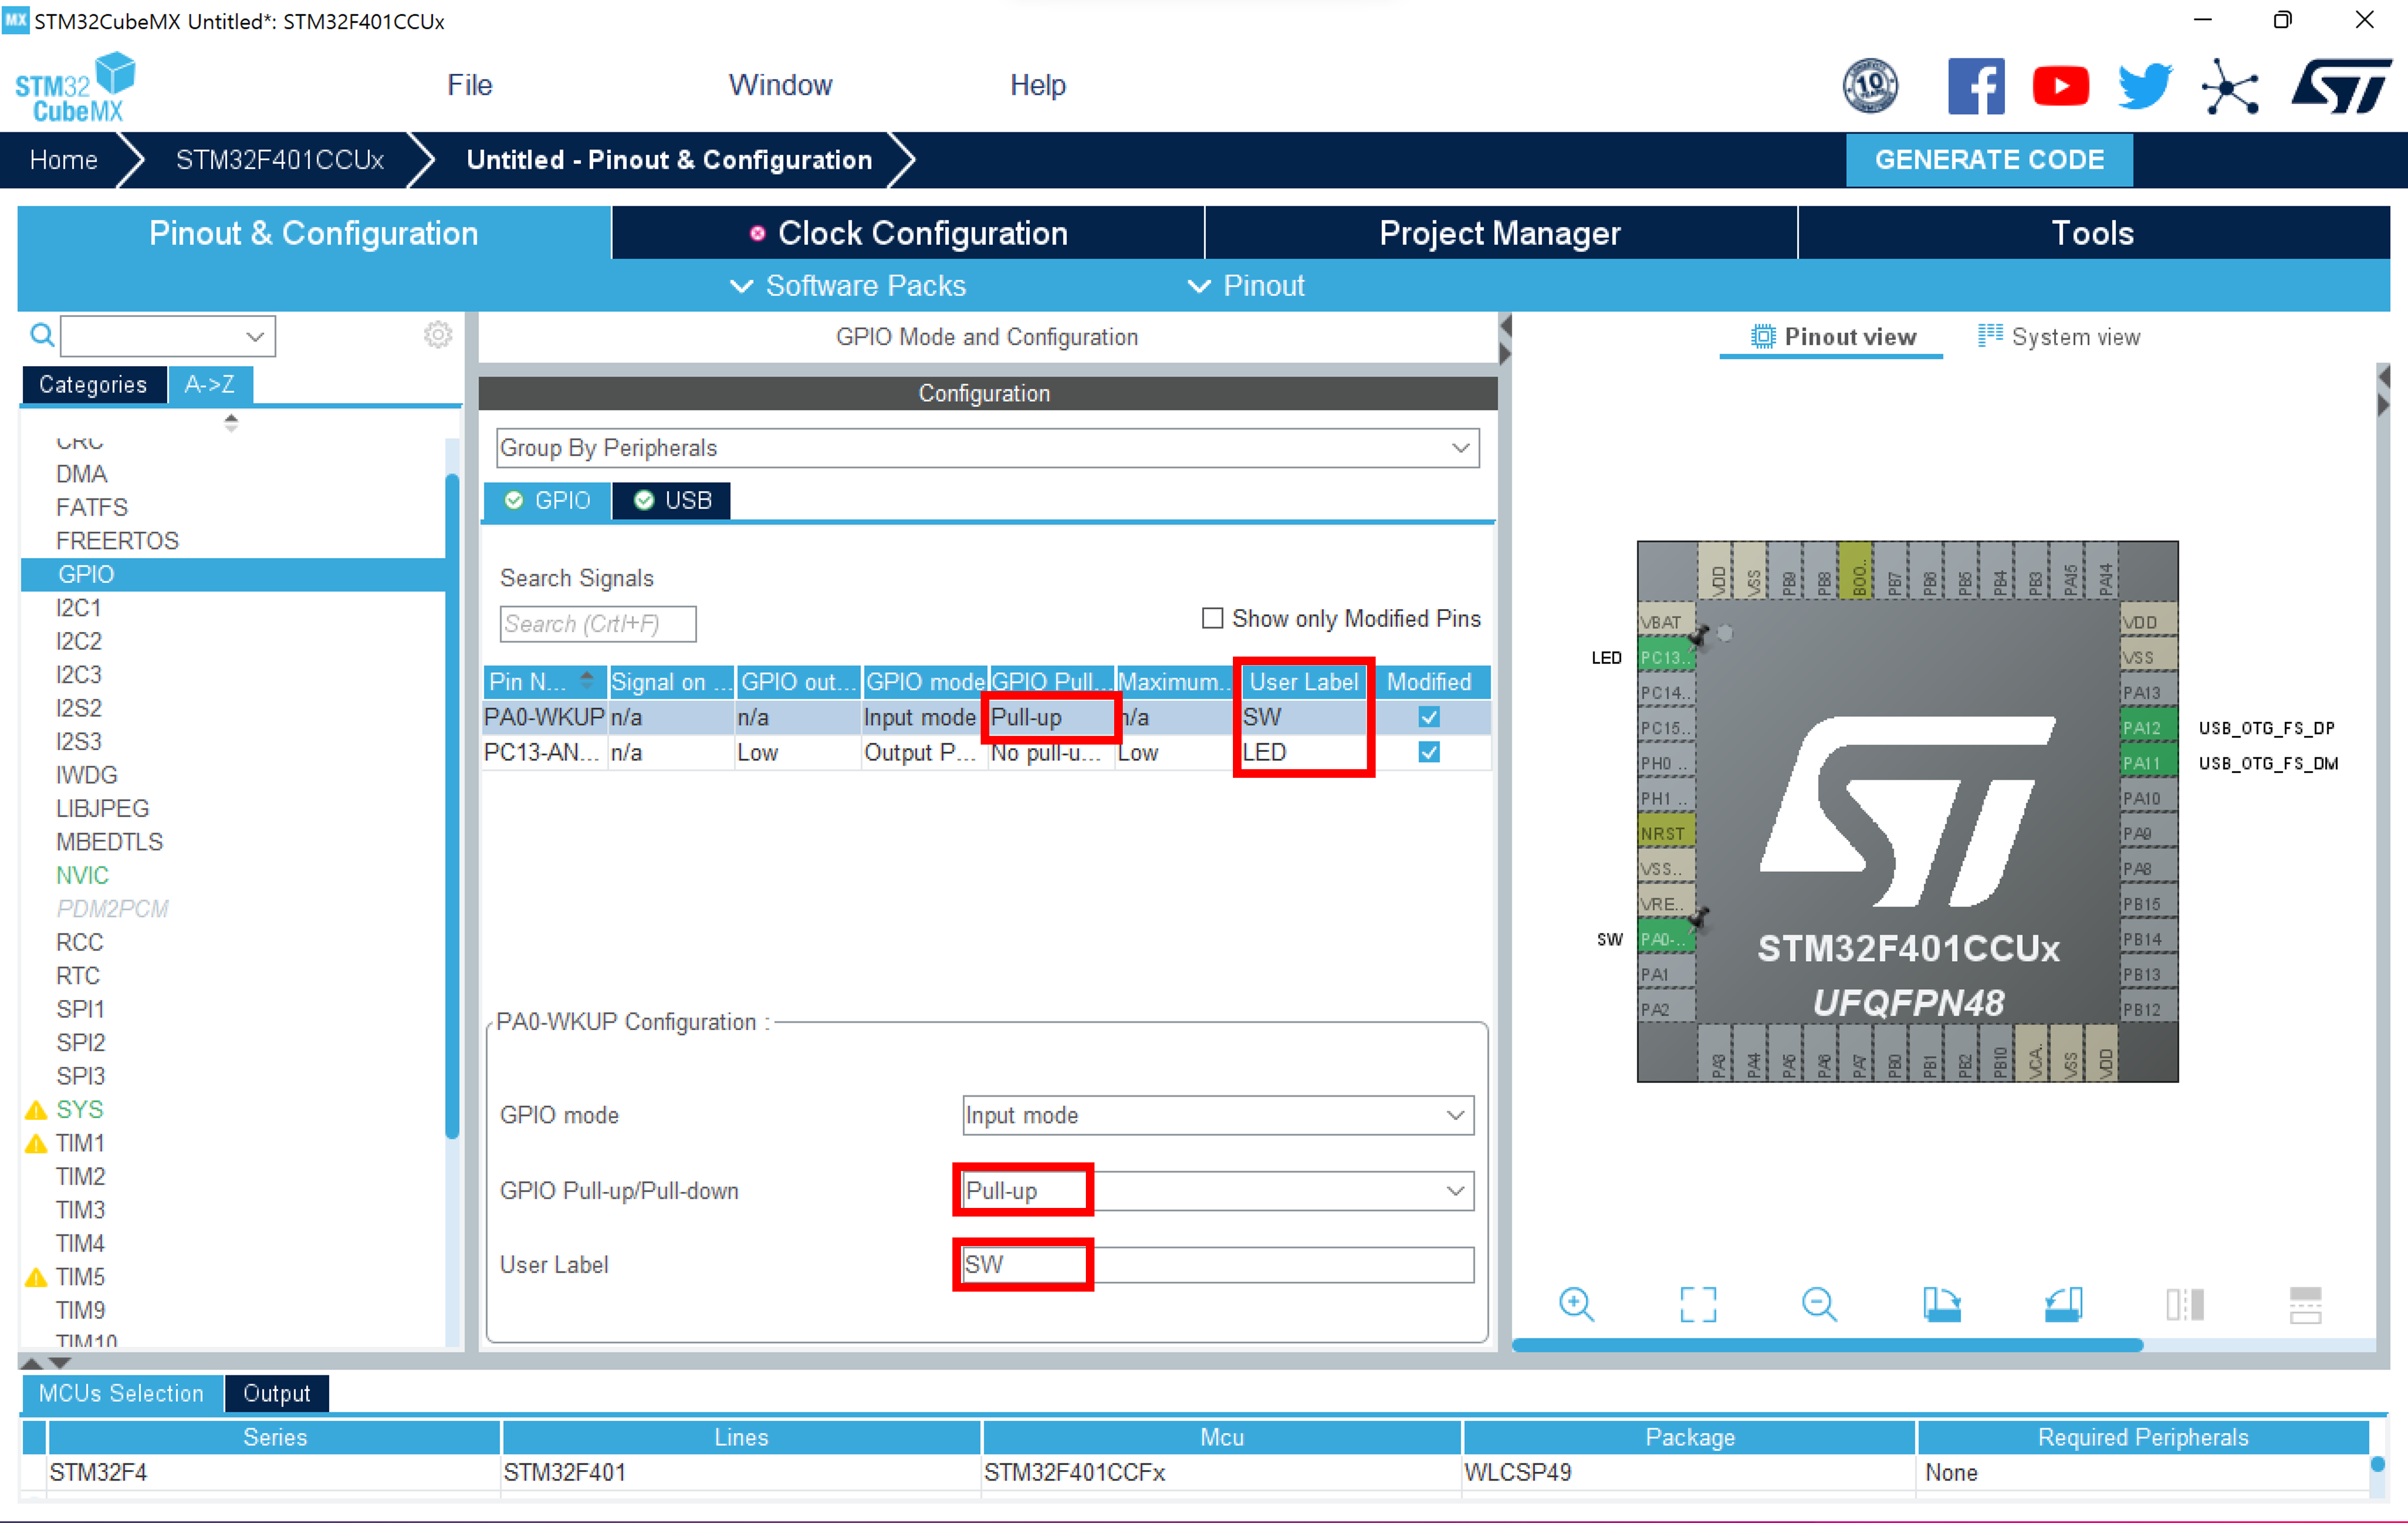 MX STM32CubeMX Untitled*: STM32F401CCUx
STM32 CubeMX
File Window Help
10 YEARS
Home STM32F401CCUx Untitled - Pinout & Configuration GENERATE CODE
Pinout & Configuration Clock Configuration Project Manager Tools
Software Packs Pinout
GPIO Mode and Configuration
Pinout view System view
Categories A->Z
CRC
DMA
FATFS
FREERTOS
GPIO
I2C1
I2C2
I2C3
I2S2
I2S3
IWDG
LIBJPEG
MBEDTLS
NVIC
PDM2PCM
RCC
RTC
SPI1
SPI2
SPI3
SYS
TIM1
TIM2
TIM3
TIM4
TIM5
TIM9
TIM10
Configuration
Group By Peripherals
GPIO USB
Search Signals
Search (Crtl+F)
Show only Modified Pins
Pin N... Signal on ... GPIO out... GPIO mode GPIO Pull... Maximum... User Label Modified
PA0-WKUP n/a n/a Input mode Pull-up n/a SW
PC13-AN... n/a Low Output P... No pull-u... Low LED
PA0-WKUP Configuration :
GPIO mode Input mode
GPIO Pull-up/Pull-down Pull-up
User Label SW
VDD VSS PB9 PB8 BOO.. PB7 PB6 PB5 PB4 PB3 PA15 PA14
VBAT VDD
LED PC13.. VSS
PC14.. PA13
PC15.. PA12 USB_OTG_FS_DP
PH0 .. PA11 USB_OTG_FS_DM
PH1 .. PA10
NRST PA9
VSS.. PA8
VRE.. PB15
SW PA0-.. PB14
PA1 PB13
PA2 PB12
ST
STM32F401CCUx
UFQFPN48
PA3 PA4 PA5 PA6 PA7 PB0 PB1 PB2 PB10 VCA.. VSS VDD
MCUs Selection Output
Series Lines Mcu Package Required Peripherals
STM32F4 STM32F401 STM32F401CCFx WLCSP49 None